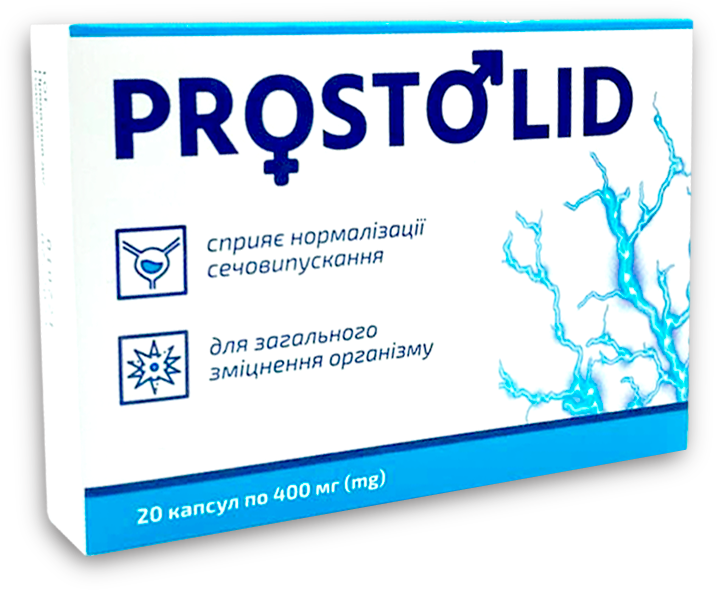 PROSTOLID
сприяє нормалізації
сечовипускання
для загального
зміцнення організму
20 капсул по 400 мг (mg)